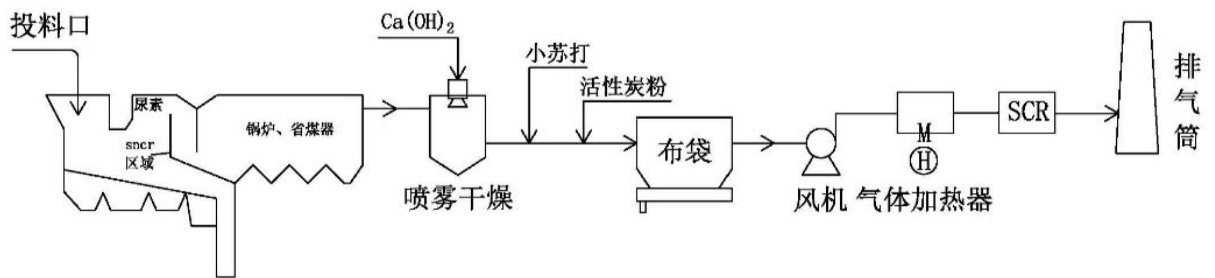 投料口
尿素
sncr
区域
锅炉、省煤器
Ca(OH)₂
喷雾干燥
小苏打
活性炭粉
布袋
风机
M
H
气体加热器
SCR
排气筒